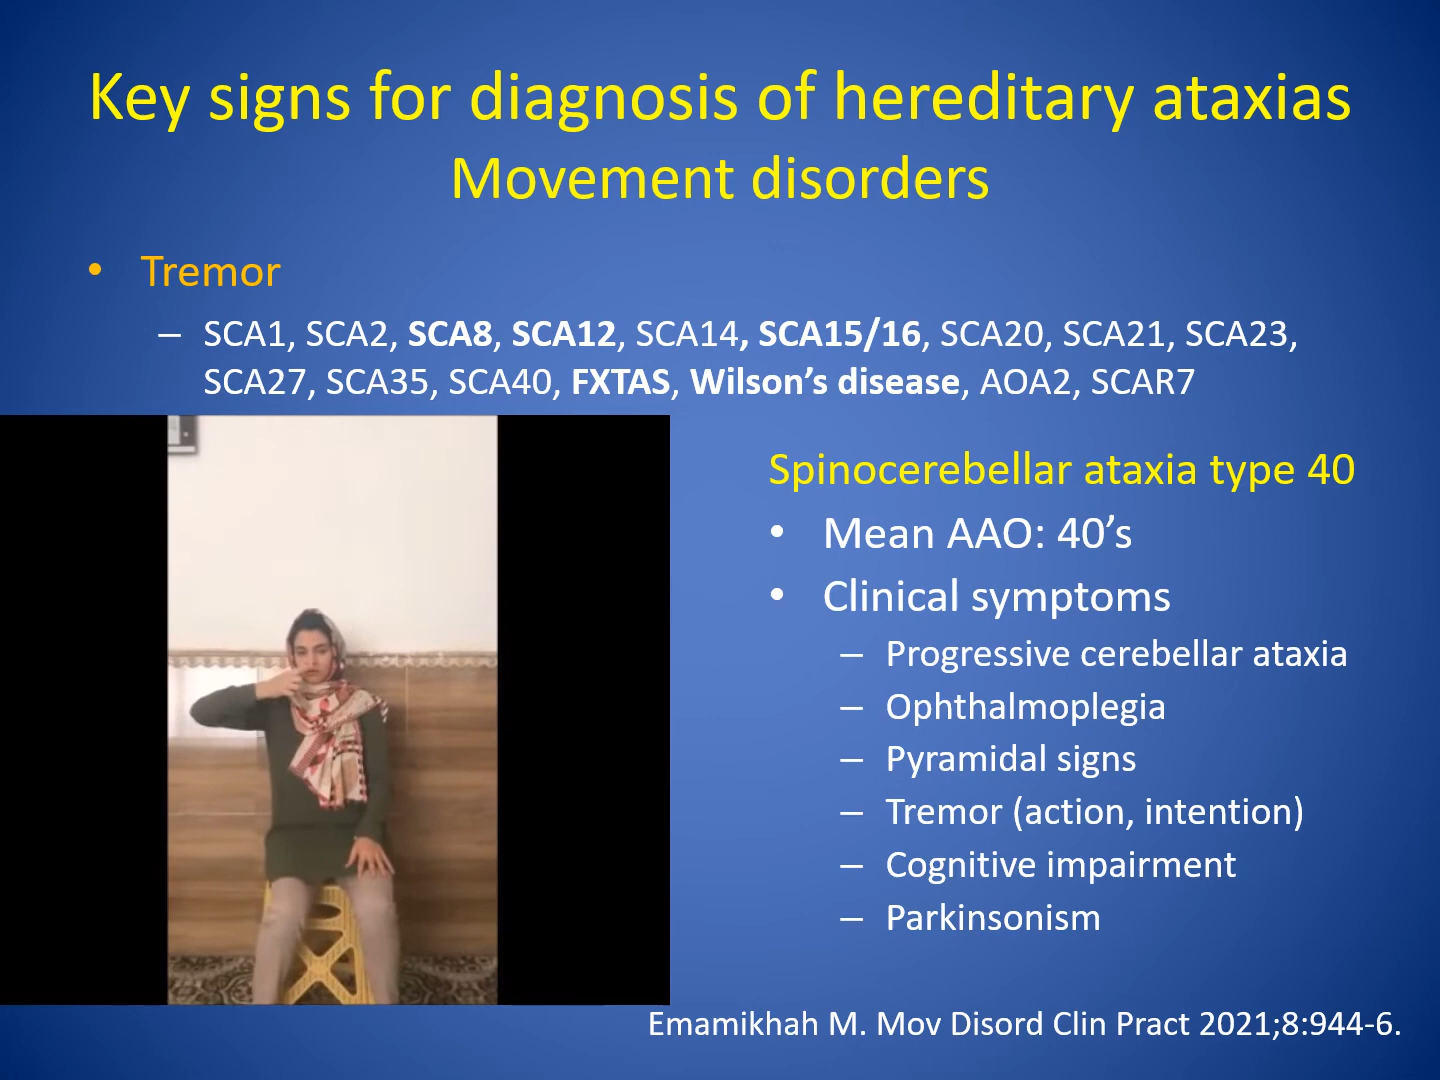 Key signs for diagnosis of hereditary ataxias
Movement disorders
• Tremor
– SCA1, SCA2, SCA8, SCA12, SCA14, SCA15/16, SCA20, SCA21, SCA23,
SCA27, SCA35, SCA40, FXTAS, Wilson’s disease, AOA2, SCAR7
Spinocerebellar ataxia type 40
• Mean AAO: 40’s
• Clinical symptoms
– Progressive cerebellar ataxia
– Ophthalmoplegia
– Pyramidal signs
– Tremor (action, intention)
– Cognitive impairment
– Parkinsonism
Emamikhah M. Mov Disord Clin Pract 2021;8:944-6.